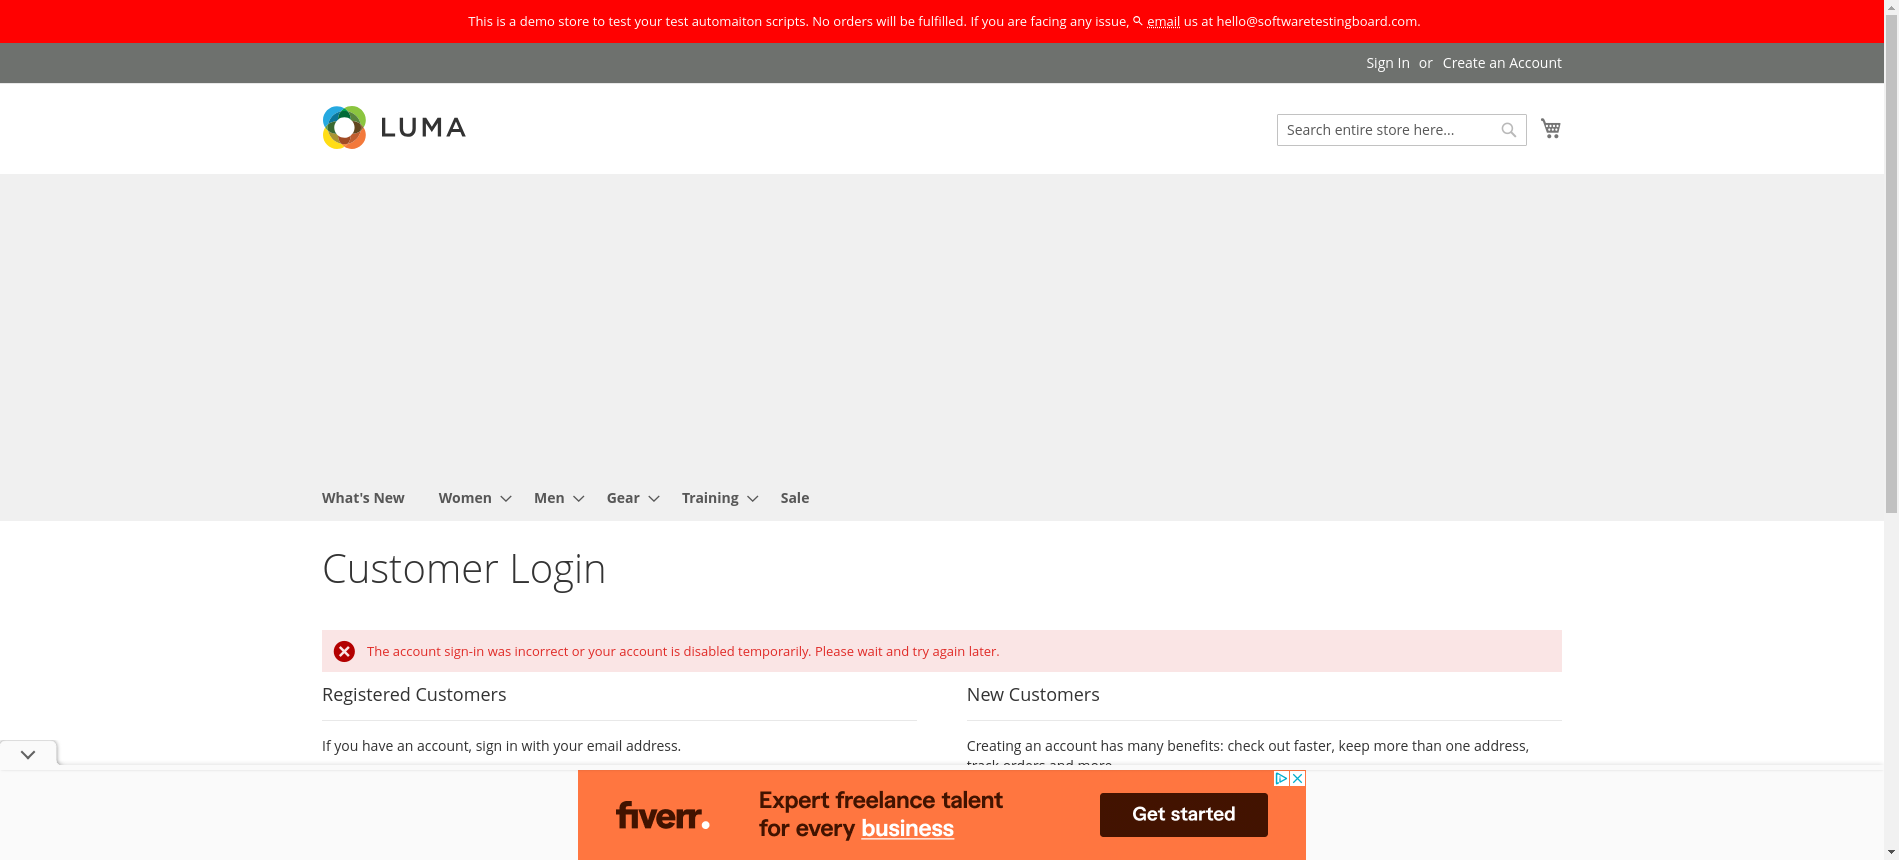 This is a demo store to test your test automaiton scripts. No orders will be fulfilled. If you are facing any issue, email us at hello@softwaretestingboard.com.
Sign In or Create an Account
LUMA
Search entire store here...
What's New Women Men Gear Training Sale
Customer Login
The account sign-in was incorrect or your account is disabled temporarily. Please wait and try again later.
Registered Customers
If you have an account, sign in with your email address.
New Customers
Creating an account has many benefits: check out faster, keep more than one address,
track orders and more.
fiverr.
Expert freelance talent
for every business
Get started